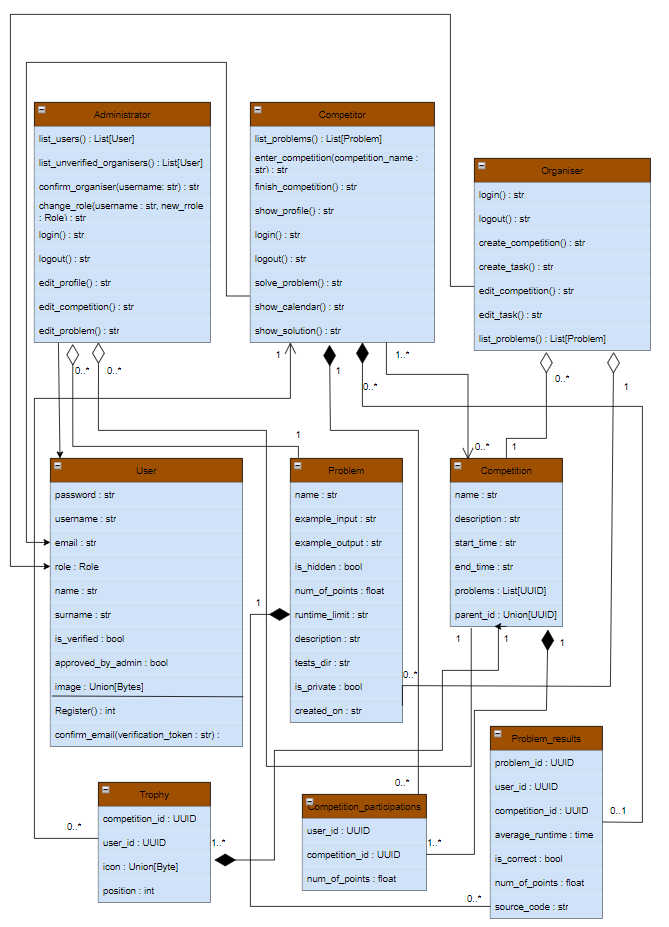 Administrator
list_users() : List[User]
list_unverified_organisers() : List[User]
confirm_organiser(username: str) : str
change_role(username : str, new_rrole
: Role) : str
login() : str
logout() : str
edit_profile() : str
edit_competition() : str
edit_problem() : str
Competitor
list_problems() : List[Problem]
enter_competition(competition_name :
str) : str
finish_competition() : str
show_profile() : str
login() : str
logout() : str
solve_problem() : str
show_calendar() : str
show_solution() : str
Organiser
login() : str
logout() : str
create_competition() : str
create_task() : str
edit_competition() : str
edit_task() : str
list_problems() : List[Problem]
0..*
0..*
1
1
0..*
1..*
0..*
1
1
0..*
1
User
password : str
username : str
email : str
role : Role
name : str
surname : str
is_verified : bool
approved_by_admin : bool
image : Union[Bytes]
Register() : int
confirm_email(verification_token : str) :
Problem
name : str
example_input : str
example_output : str
is_hidden : bool
num_of_points : float
runtime_limit : str
description : str
tests_dir : str
is_private : bool
created_on : str
Competition
name : str
description : str
start_time : str
end_time : str
problems : List[UUID]
parent_id : Union[UUID]
1
1
1
1
0..*
Trophy
competition_id : UUID
user_id : UUID
icon : Union[Byte]
position : int
0..*
1..*
0..*
Competition_participations
user_id : UUID
competition_id : UUID
num_of_points : float
1..*
0..*
Problem_results
problem_id : UUID
user_id : UUID
competition_id : UUID
average_runtime : time
is_correct : bool
num_of_points : float
source_code : str
0..1